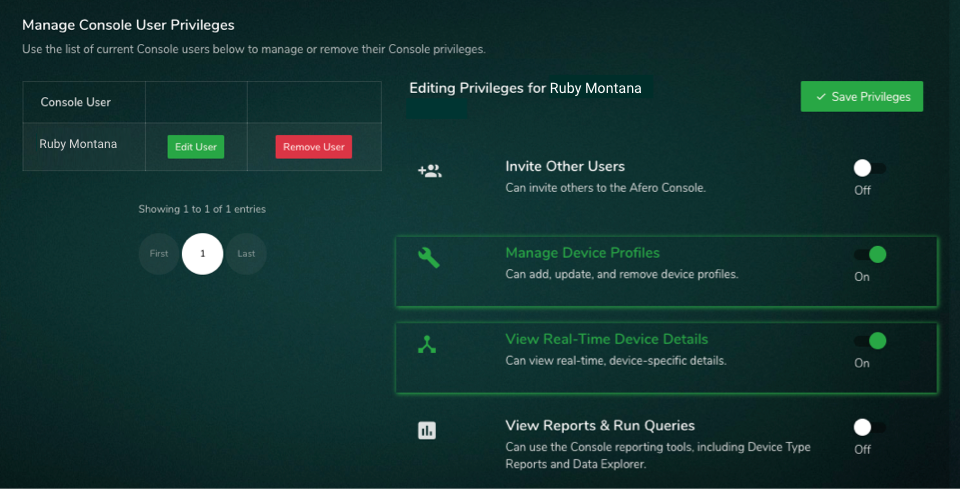 Manage Console User Privileges
Use the list of current Console users below to manage or remove their Console privileges.
Console User
Ruby Montana
Edit User
Remove User
Showing 1 to 1 of 1 entries
First
1
Last
Editing Privileges for Ruby Montana
Save Privileges
Invite Other Users
Can invite others to the Afero Console.
Off
Manage Device Profiles
Can add, update, and remove device profiles.
On
View Real-Time Device Details
Can view real-time, device-specific details.
On
View Reports & Run Queries
Can use the Console reporting tools, including Device Type
Reports and Data Explorer.
Off